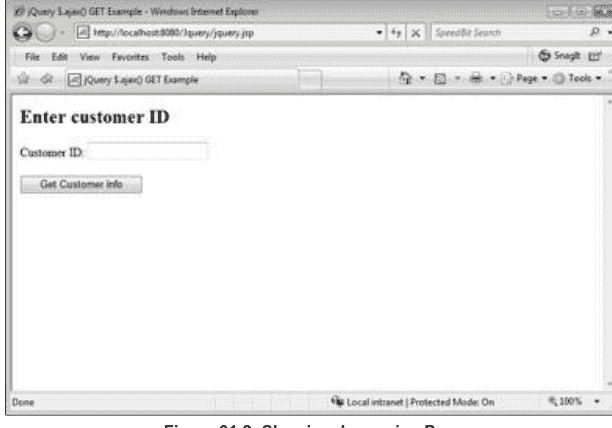 jQuery $.ajax() GET Example - Windows Internet Explorer
http://localhost:8080/Jquery/jquery.jsp
SpeedBit Search
File Edit View Favorites Tools Help
SnagIt
jQuery $.ajax() GET Example
Page Tools
Enter customer ID
Customer ID:
Get Customer Info
Done
Local intranet | Protected Mode: On
100%